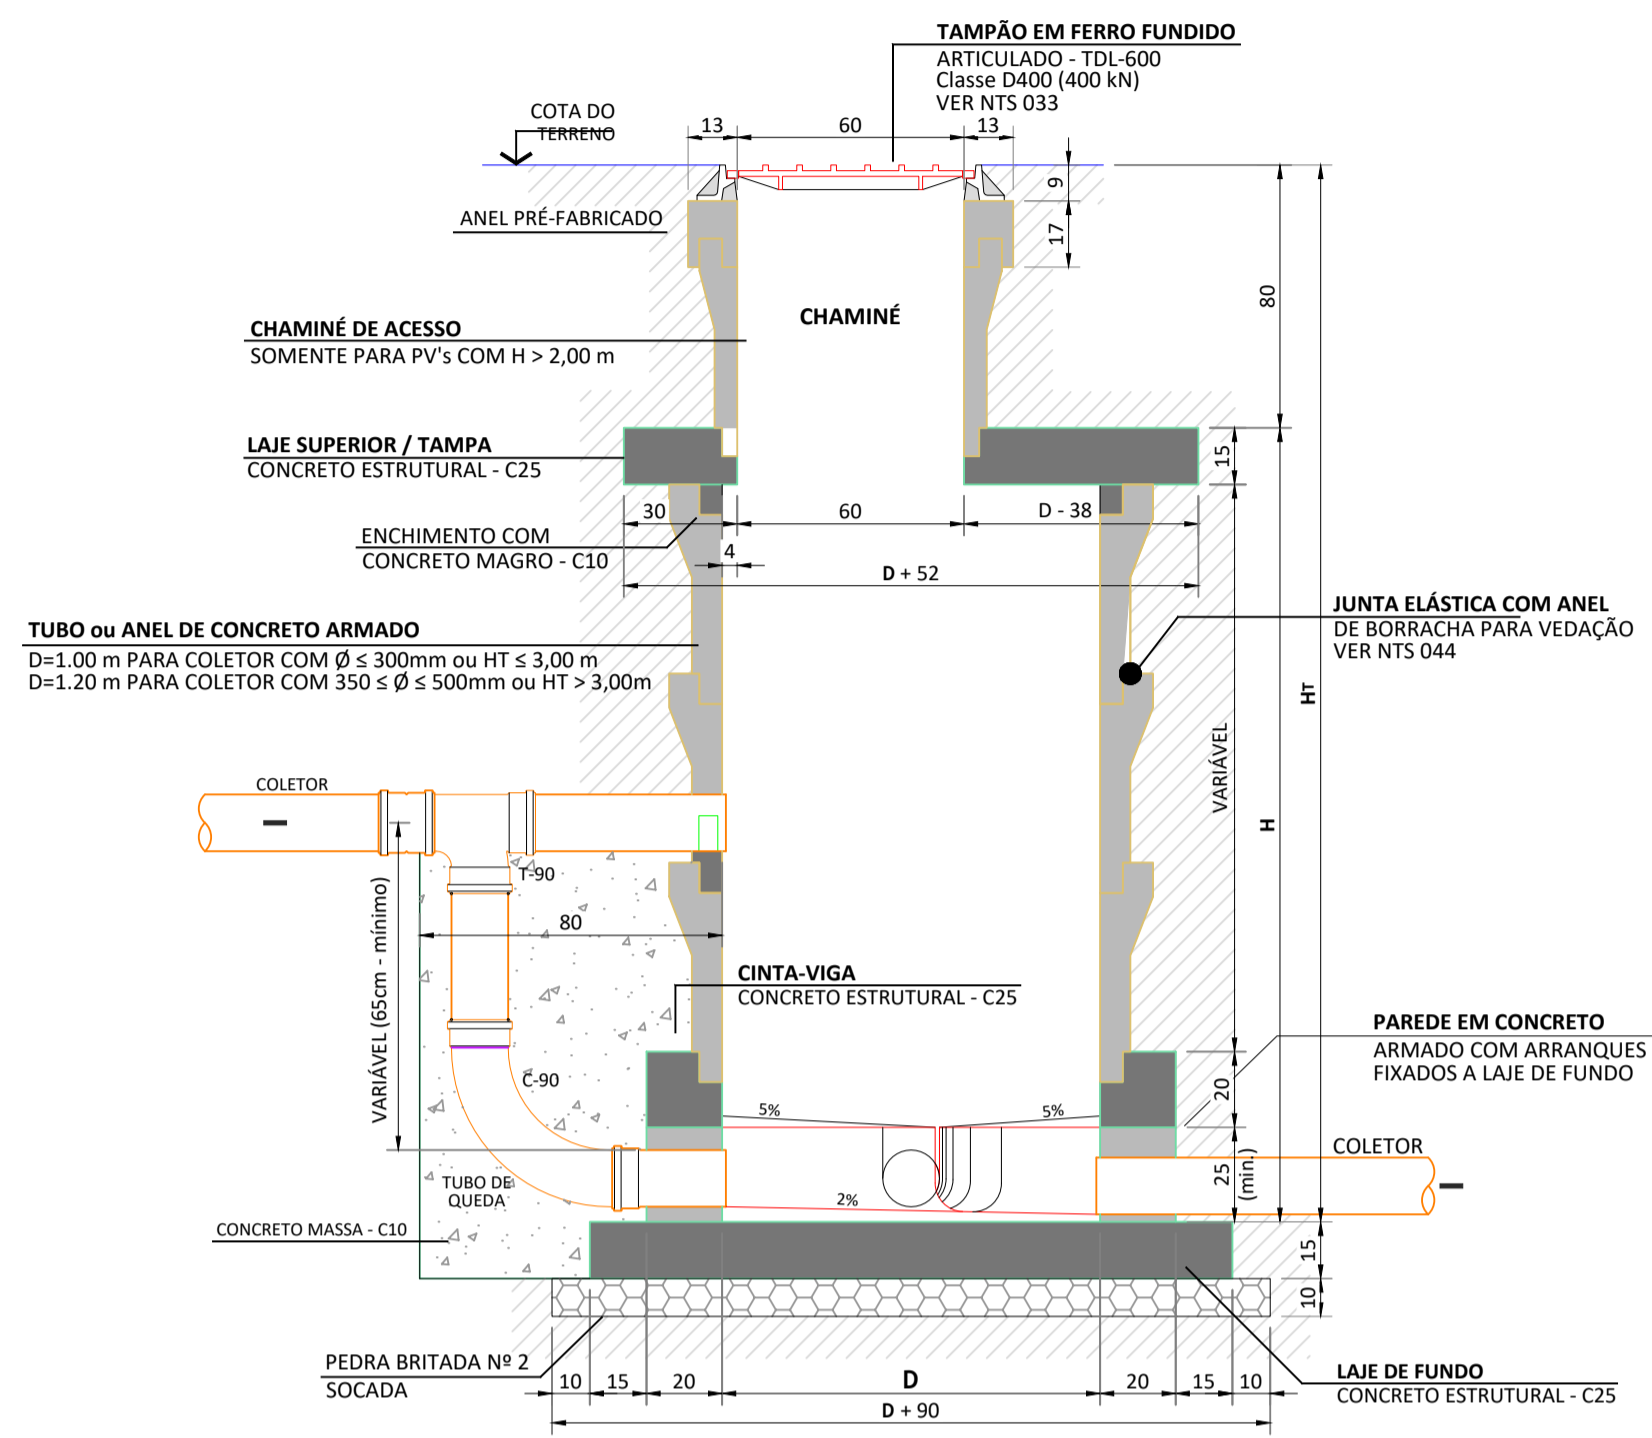 TAMPÃO EM FERRO FUNDIDO
ARTICULADO - TDL-600
Classe D400 (400 kN)
VER NTS 033
COTA DO
TERRENO
13
60
13
9
ANEL PRÉ-FABRICADO
17
80
CHAMINÉ
CHAMINÉ DE ACESSO
SOMENTE PARA PV's COM H > 2,00 m
LAJE SUPERIOR / TAMPA
CONCRETO ESTRUTURAL - C25
15
30
60
D - 38
ENCHIMENTO COM
CONCRETO MAGRO - C10
4
D + 52
JUNTA ELÁSTICA COM ANEL
DE BORRACHA PARA VEDAÇÃO
VER NTS 044
TUBO ou ANEL DE CONCRETO ARMADO
D=1.00 m PARA COLETOR COM Ø ≤ 300mm ou HT ≤ 3,00 m
D=1.20 m PARA COLETOR COM 350 ≤ Ø ≤ 500mm ou HT > 3,00m
HT
VARIÁVEL
H
COLETOR
T-90
80
VARIÁVEL (65cm - mínimo)
CINTA-VIGA
CONCRETO ESTRUTURAL - C25
PAREDE EM CONCRETO
ARMADO COM ARRANQUES
FIXADOS A LAJE DE FUNDO
C-90
20
5%
5%
COLETOR
25
(min.)
TUBO DE
QUEDA
2%
CONCRETO MASSA - C10
15
10
PEDRA BRITADA Nº 2
SOCADA
10
15
20
D
20
15
10
D + 90
LAJE DE FUNDO
CONCRETO ESTRUTURAL - C25